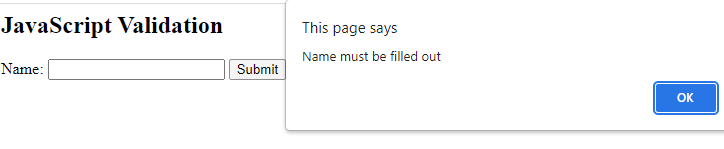 JavaScript Validation
Name: Submit
This page says
Name must be filled out
OK